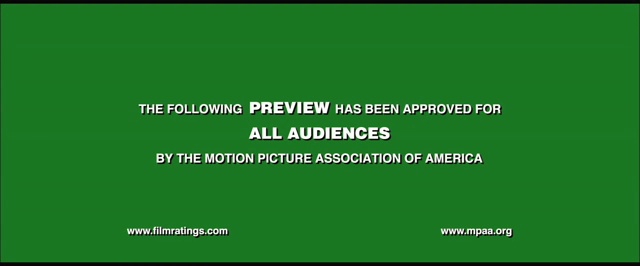 THE FOLLOWING PREVIEW HAS BEEN APPROVED FOR
ALL AUDIENCES
BY THE MOTION PICTURE ASSOCIATION OF AMERICA
www.filmratings.com www.mpaa.org